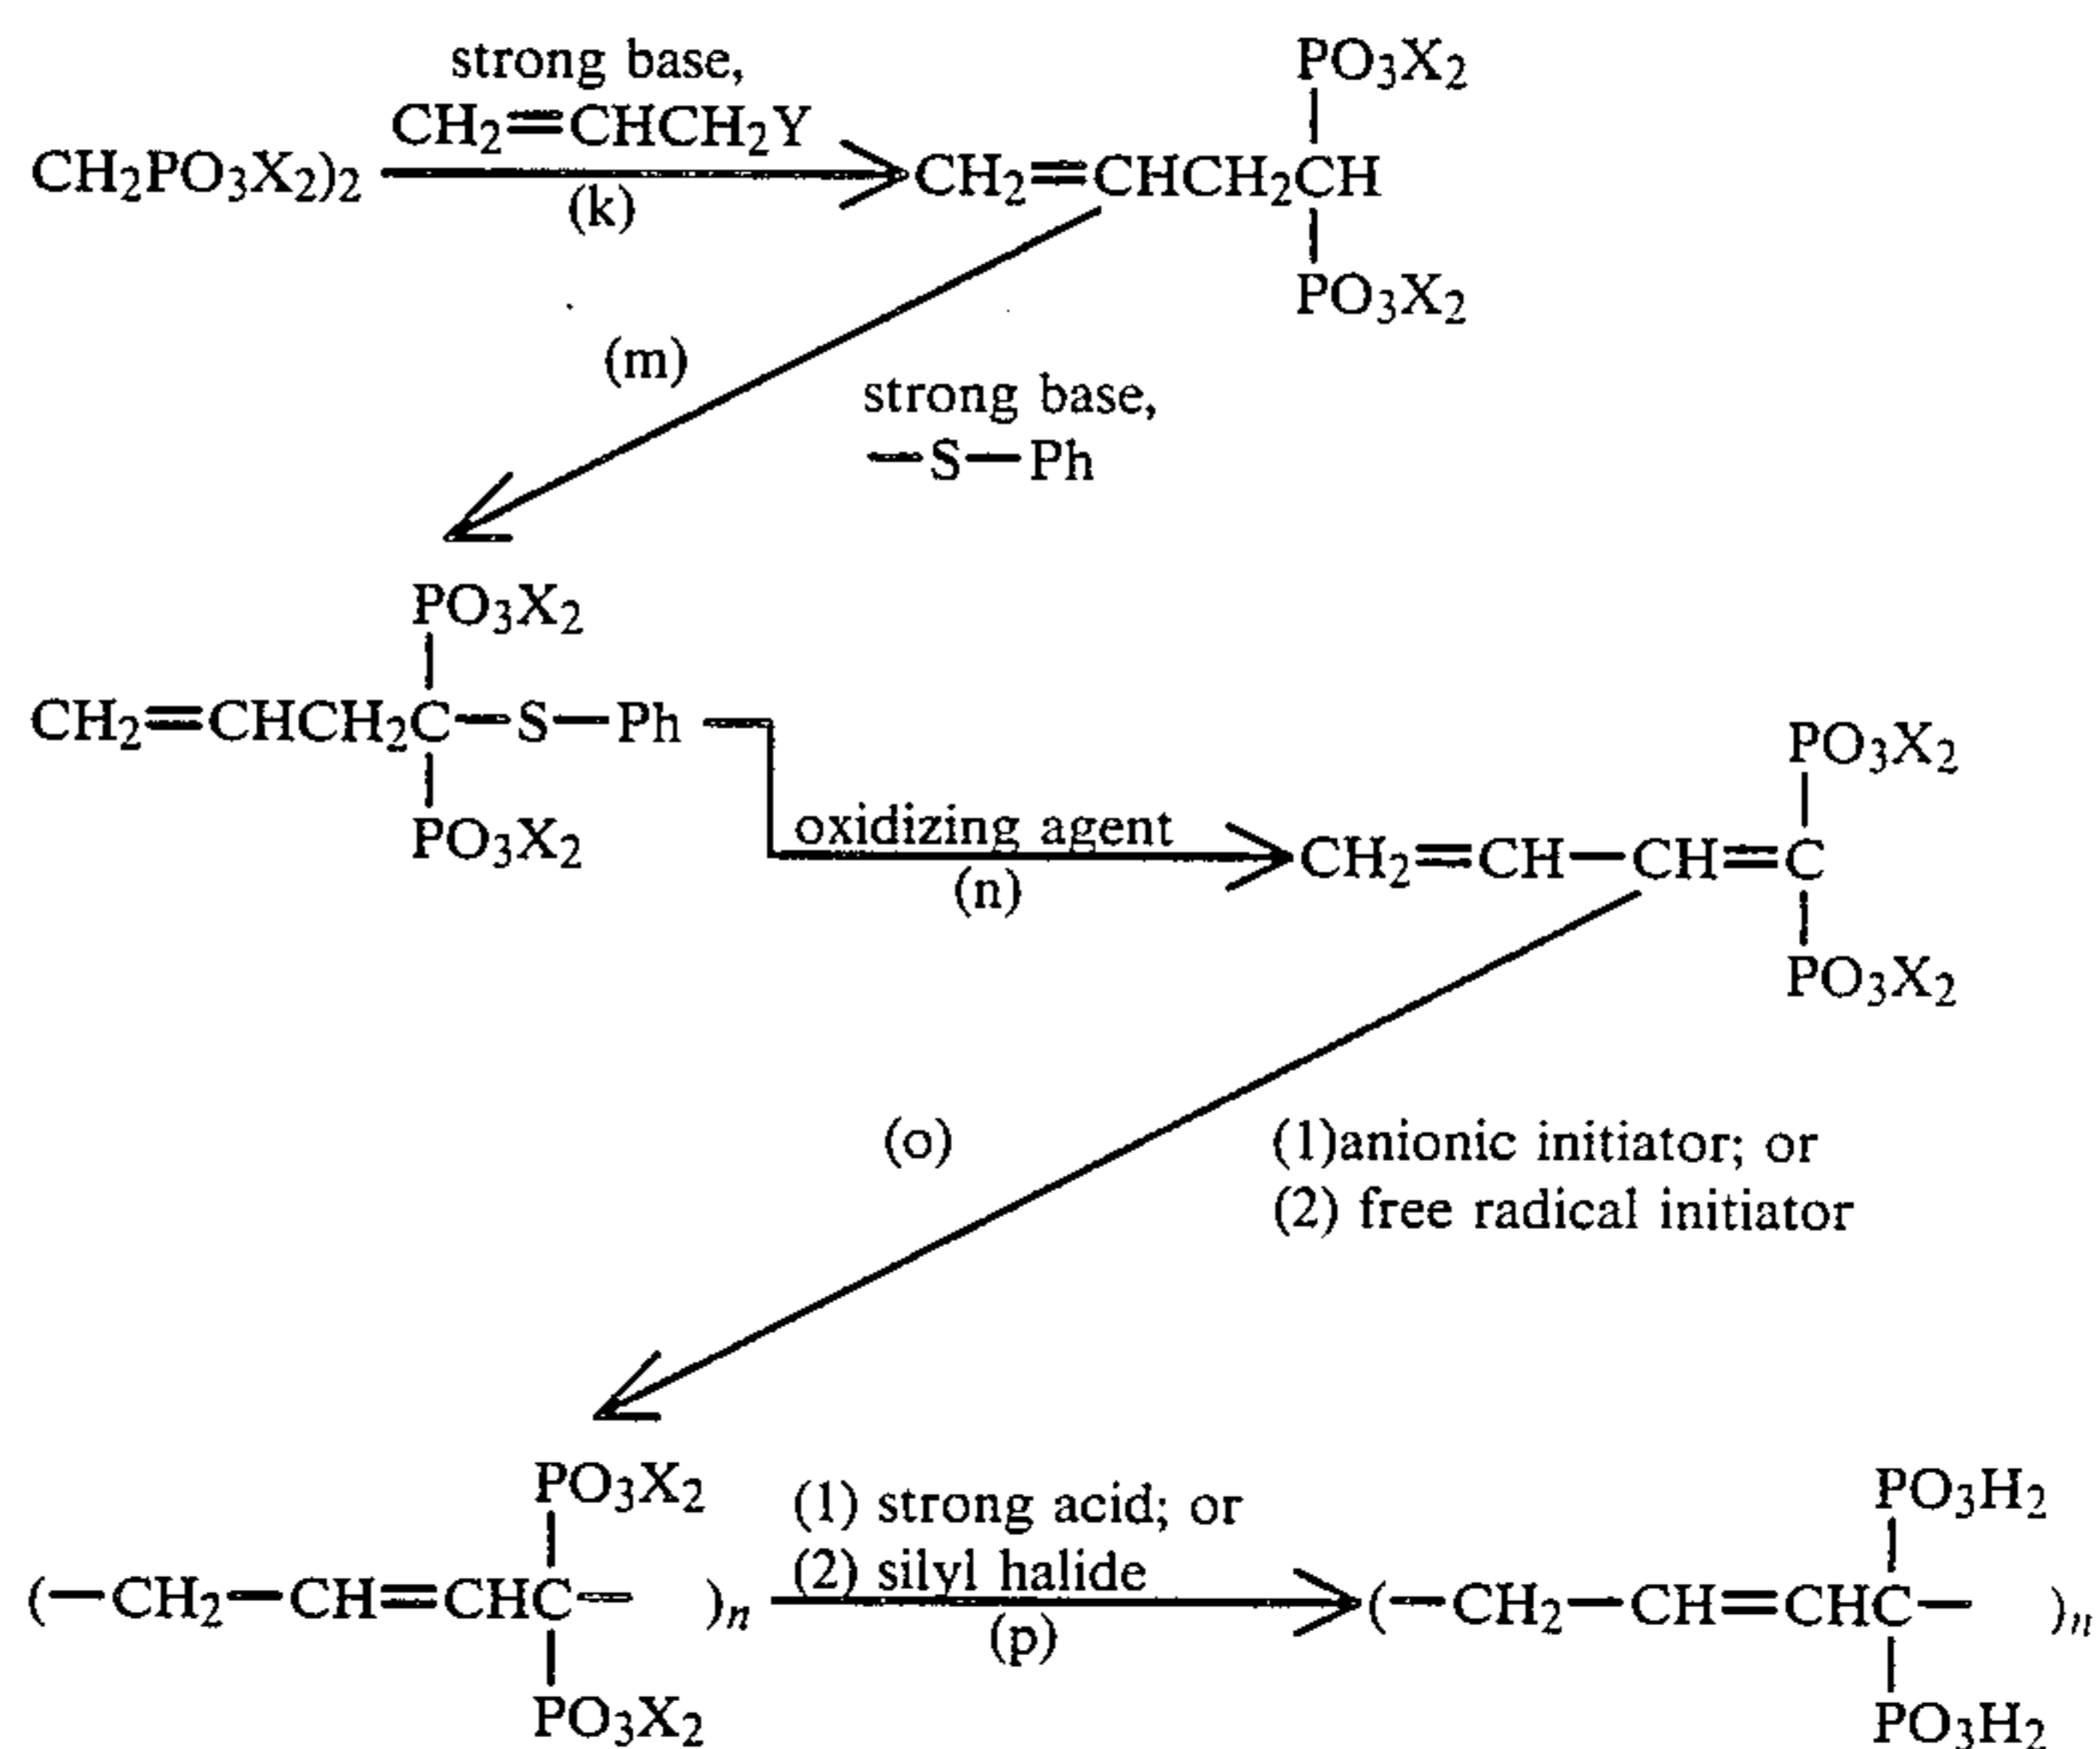 strong base,
CH₂=CHCH₂Y
CH₂PO₃X₂)₂
(k)
PO₃X₂
CH₂=CHCH₂CH
PO₃X₂
(m)
strong base,
—S—Ph
PO₃X₂
CH₂=CHCH₂C—S—Ph
PO₃X₂
oxidizing agent
(n)
PO₃X₂
CH₂=CH—CH=C
PO₃X₂
(o)
(1)anionic initiator; or
(2) free radical initiator
PO₃X₂
(—CH₂—CH=CHC— )ₙ
PO₃X₂
(1) strong acid; or
(2) silyl halide
(p)
PO₃H₂
(—CH₂—CH=CHC— )ₙ
PO₃H₂